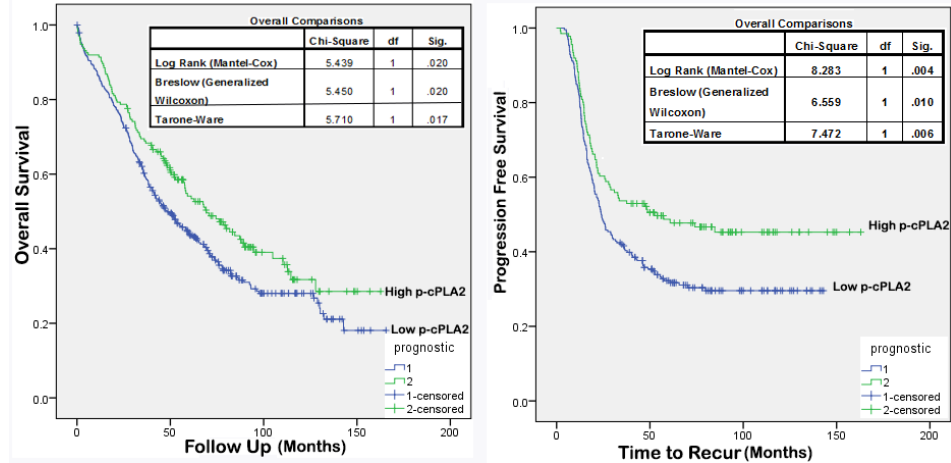 Overall Comparisons
Chi-Square df Sig.
Log Rank (Mantel-Cox) 5.439 1 .020
Breslow (Generalized
Wilcoxon) 5.450 1 .020
Tarone-Ware 5.710 1 .017
Overall Survival
1.0
0.8
0.6
0.4
0.2
0.0
High p-cPLA2
Low p-cPLA2
prognostic
1
2
1-censored
2-censored
0 50 100 150 200
Follow Up (Months)
Overall Comparisons
Chi-Square df Sig.
Log Rank (Mantel-Cox) 8.283 1 .004
Breslow (Generalized
Wilcoxon) 6.559 1 .010
Tarone-Ware 7.472 1 .006
Progression Free Survival
1.0
0.8
0.6
0.4
0.2
0.0
High p-cPLA2
Low p-cPLA2
prognostic
1
2
1-censored
2-censored
0 50 100 150 200
Time to Recur (Months)